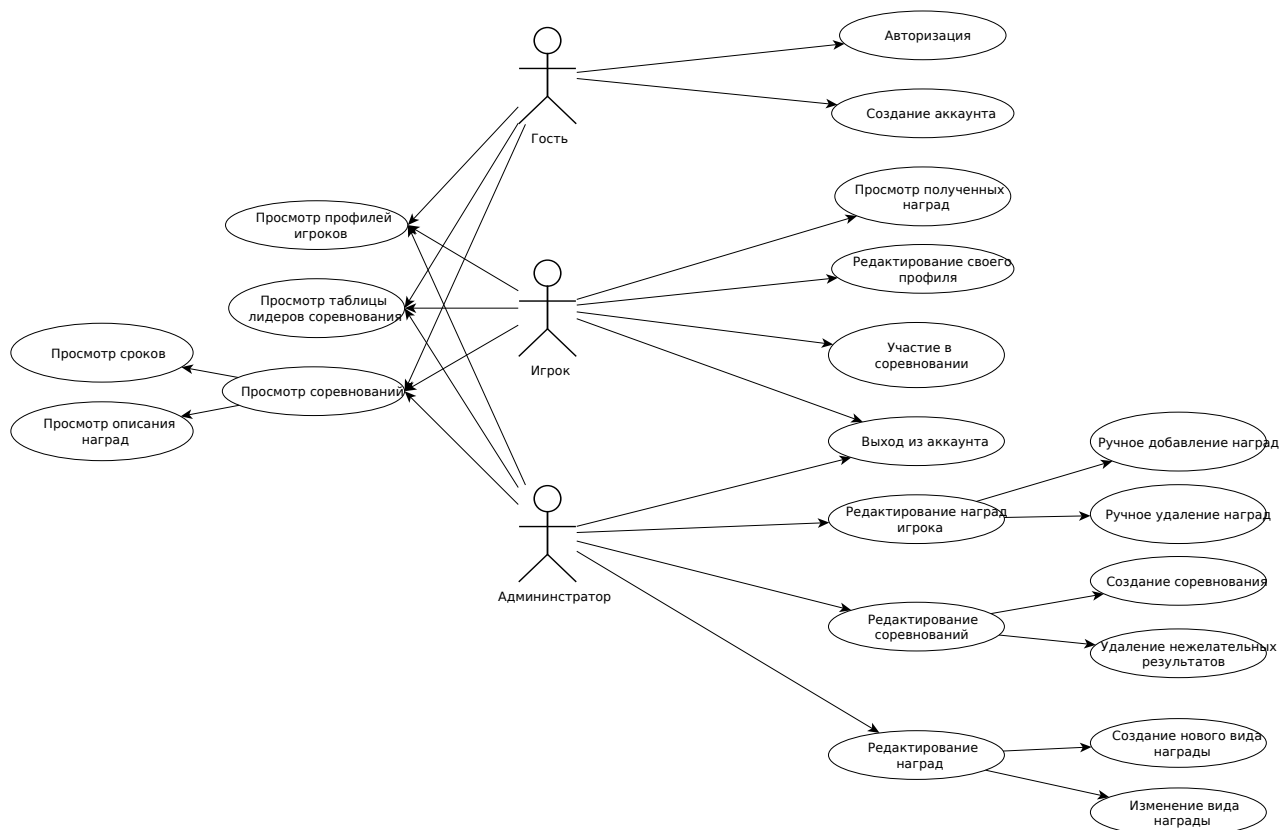 Авторизация
Создание аккаунта
Гость
Просмотр полученных
наград
Просмотр профилей
игроков
Редактирование своего
профиля
Просмотр таблицы
лидеров соревнования
Участие в
соревновании
Просмотр сроков
Игрок
Просмотр соревнований
Просмотр описания
наград
Выход из аккаунта
Ручное добавление наград
Редактирование наград
игрока
Ручное удаление наград
Создание соревнования
Админинстратор
Редактирование
соревнований
Удаление нежелательных
результатов
Редактирование
наград
Создание нового вида
награды
Изменение вида
награды